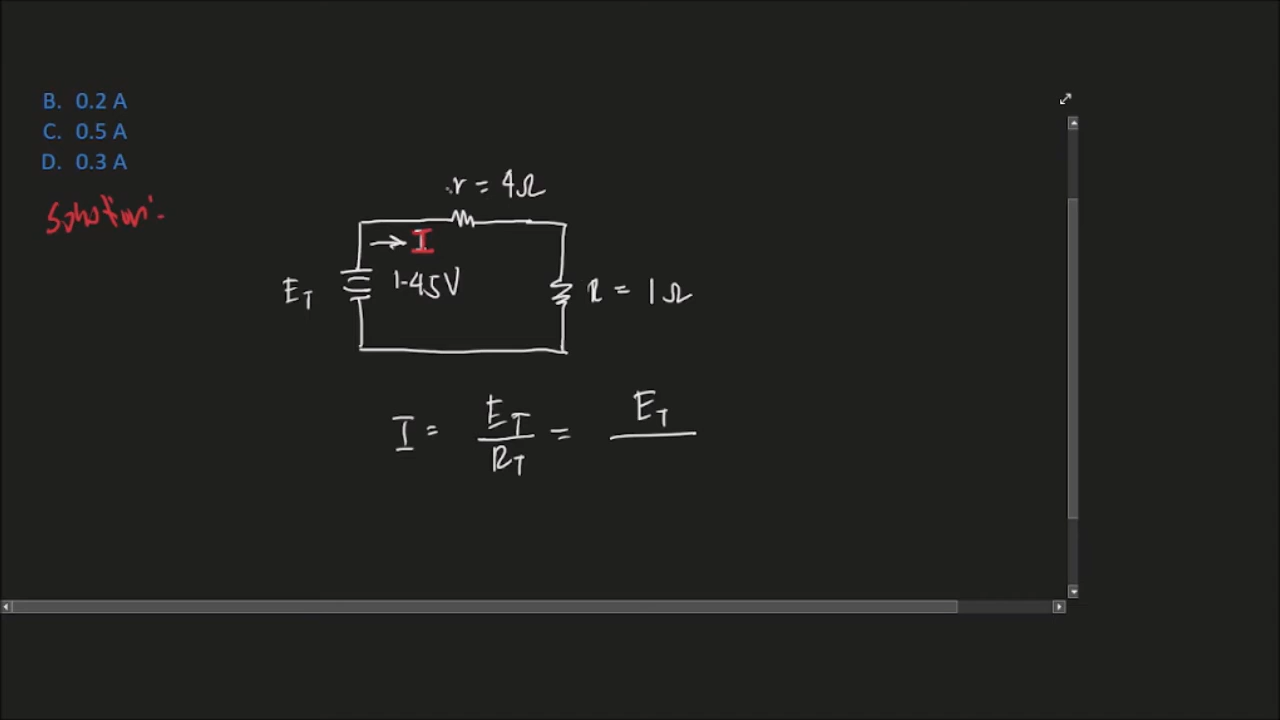 B. 0.2 A
C. 0.5 A
D. 0.3 A
Solution:
r = 4Ω
I
E_T
1.45V
R = 1Ω
I = E_T/R_T = E_T/